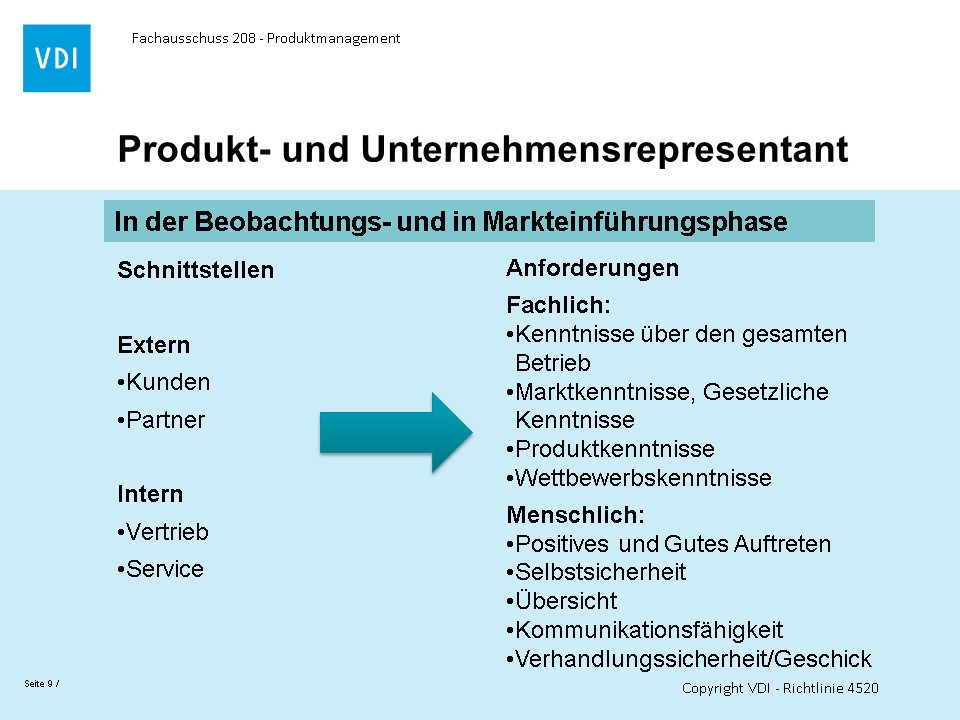 Fachausschuss 208 - Produktmanagement
VDI
Produkt- und Unternehmensrepresentant
In der Beobachtungs- und in Markteinführungsphase
Schnittstellen
Extern
•Kunden
•Partner
Intern
•Vertrieb
•Service
Anforderungen
Fachlich:
•Kenntnisse über den gesamten
Betrieb
•Marktkenntnisse, Gesetzliche
Kenntnisse
•Produktkenntnisse
•Wettbewerbskenntnisse
Menschlich:
•Positives und Gutes Auftreten
•Selbstsicherheit
•Übersicht
•Kommunikationsfähigkeit
•Verhandlungssicherheit/Geschick
Seite 9 /
Copyright VDI - Richtlinie 4520